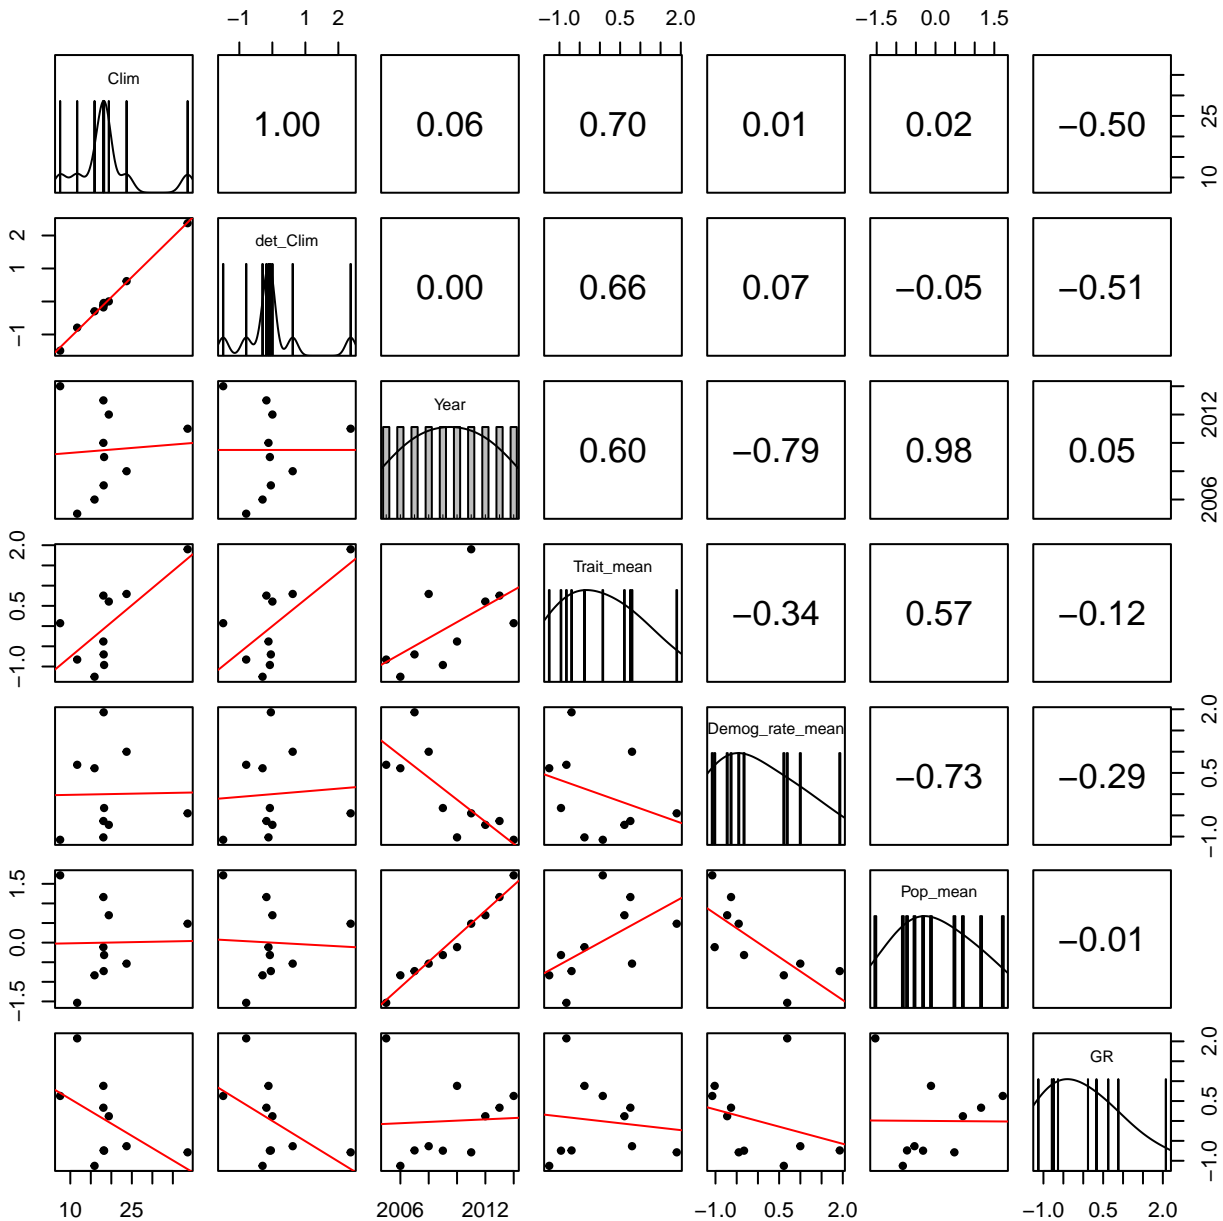 −1 1 2 −1.0 0.5 2.0 −1.5 0.0 1.5
Clim 1.00 0.06 0.70 0.01 0.02 −0.50 10 25
−1 1 2 det_Clim 0.00 0.66 0.07 −0.05 −0.51
Year 0.60 −0.79 0.98 0.05 2006 2012
−1.0 0.5 2.0 Trait_mean −0.34 0.57 −0.12
Demog_rate_mean −0.73 −0.29 −1.0 0.5 2.0
−1.5 0.0 1.5 Pop_mean −0.01
GR −1.0 0.5 2.0
10 25 2006 2012 −1.0 0.5 2.0 −1.0 0.5 2.0